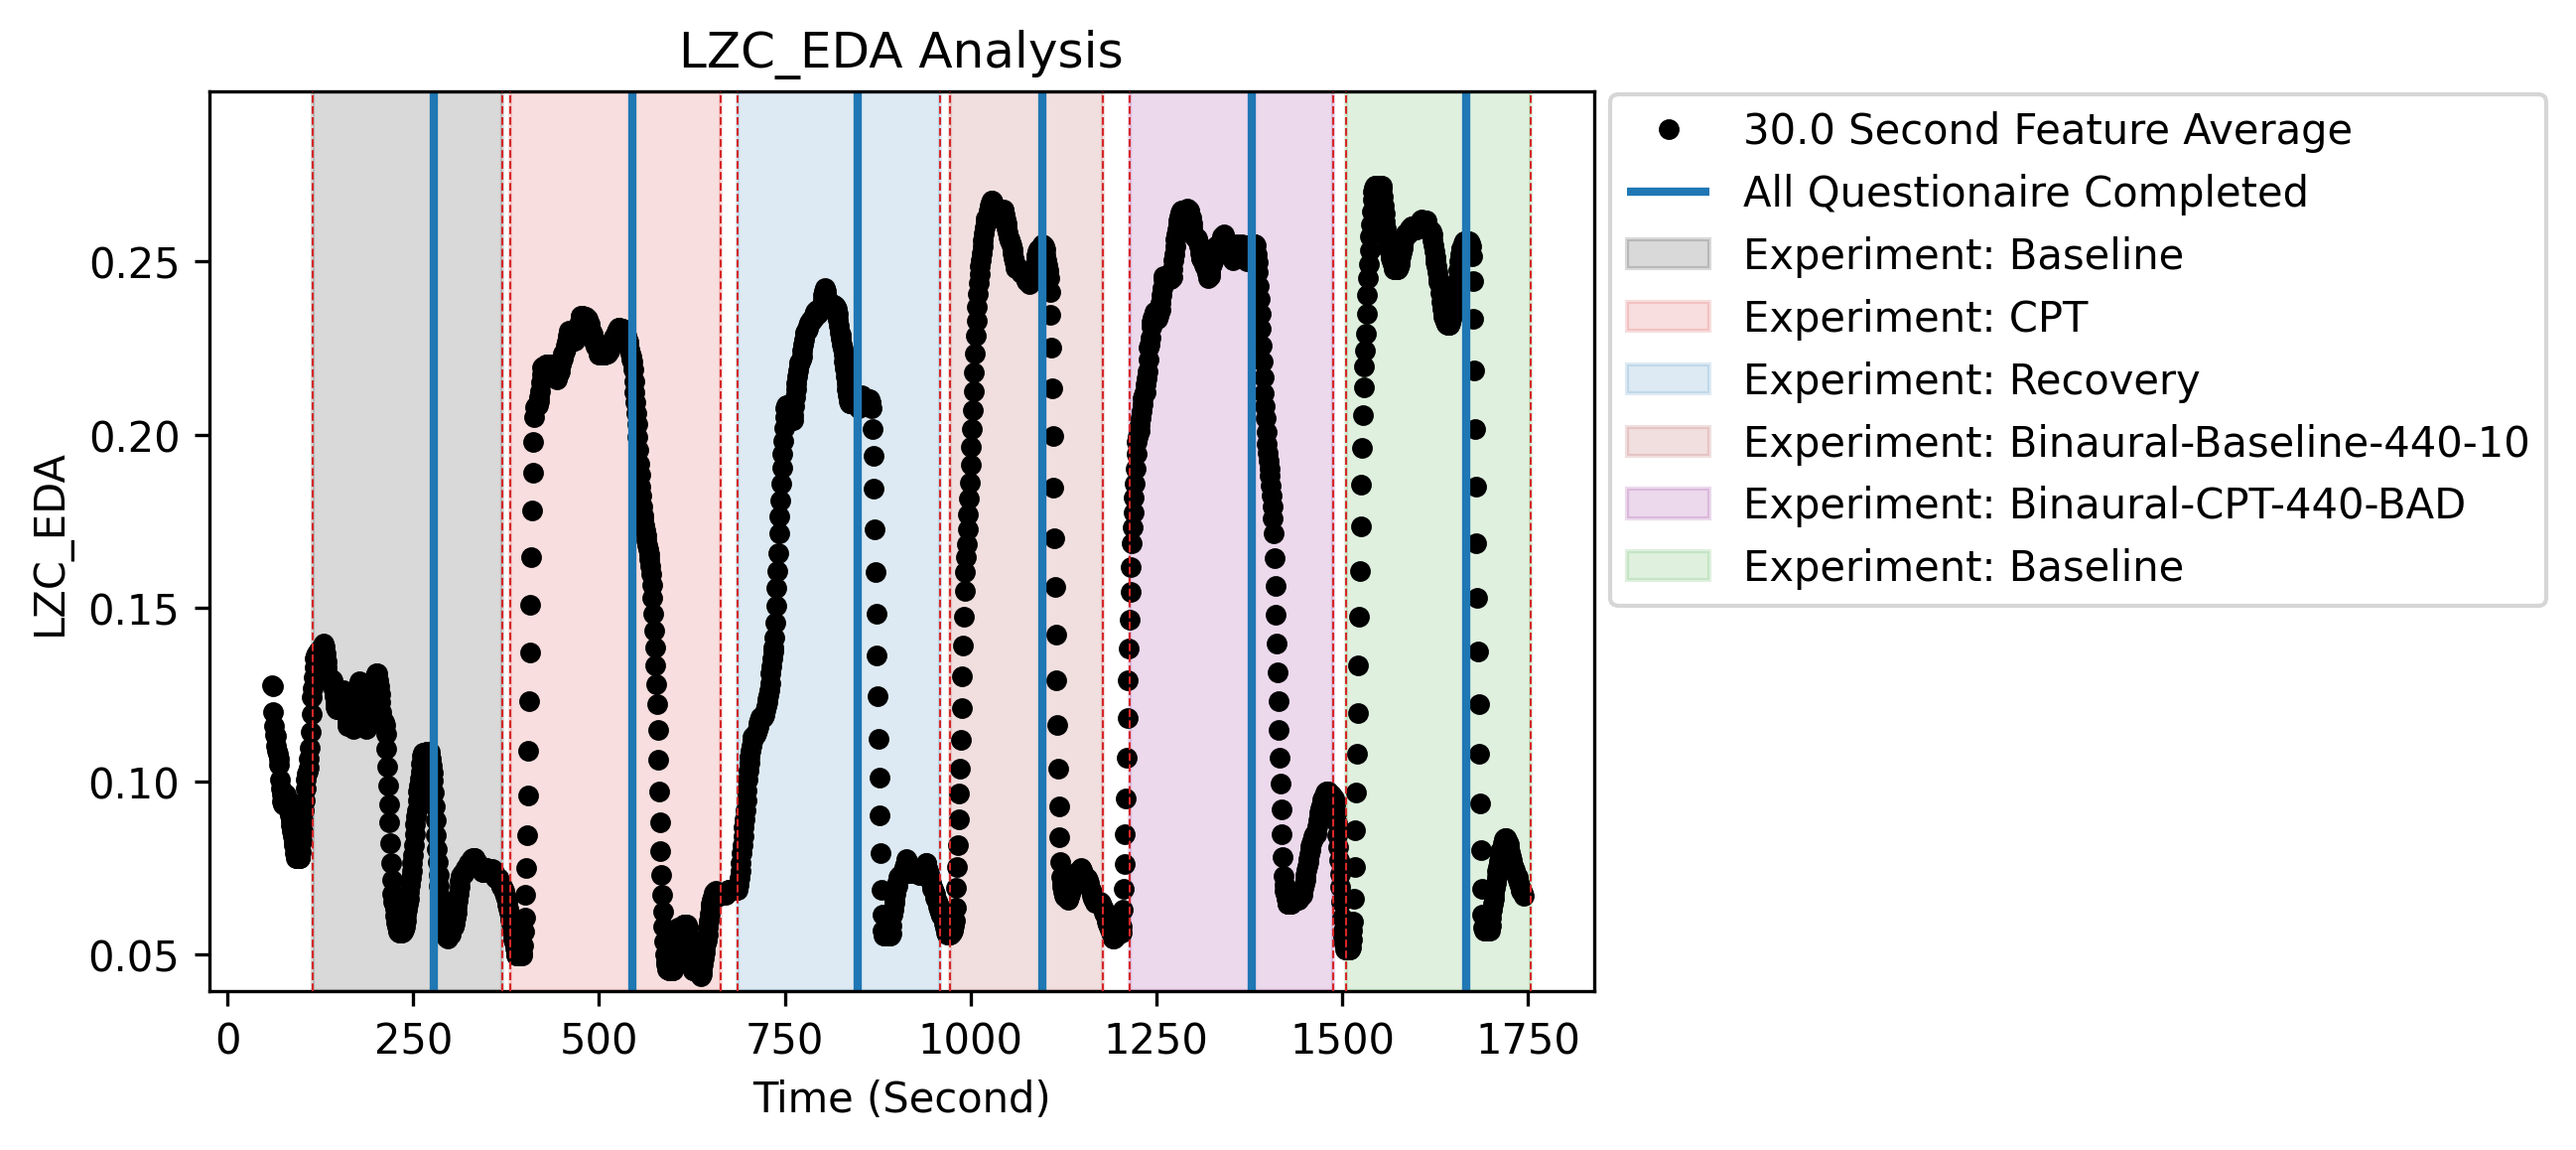 LZC_EDA Analysis
LZC_EDA
0.25
0.20
0.15
0.10
0.05
0 250 500 750 1000 1250 1500 1750
Time (Second)
30.0 Second Feature Average
All Questionaire Completed
Experiment: Baseline
Experiment: CPT
Experiment: Recovery
Experiment: Binaural-Baseline-440-10
Experiment: Binaural-CPT-440-BAD
Experiment: Baseline